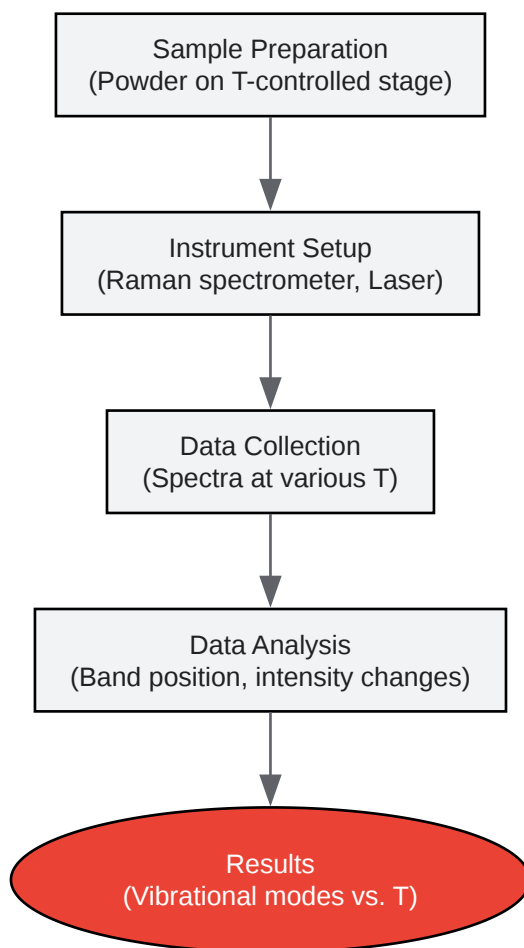 Sample Preparation
(Powder on T-controlled stage)
Instrument Setup
(Raman spectrometer, Laser)
Data Collection
(Spectra at various T)
Data Analysis
(Band position, intensity changes)
Results
(Vibrational modes vs. T)